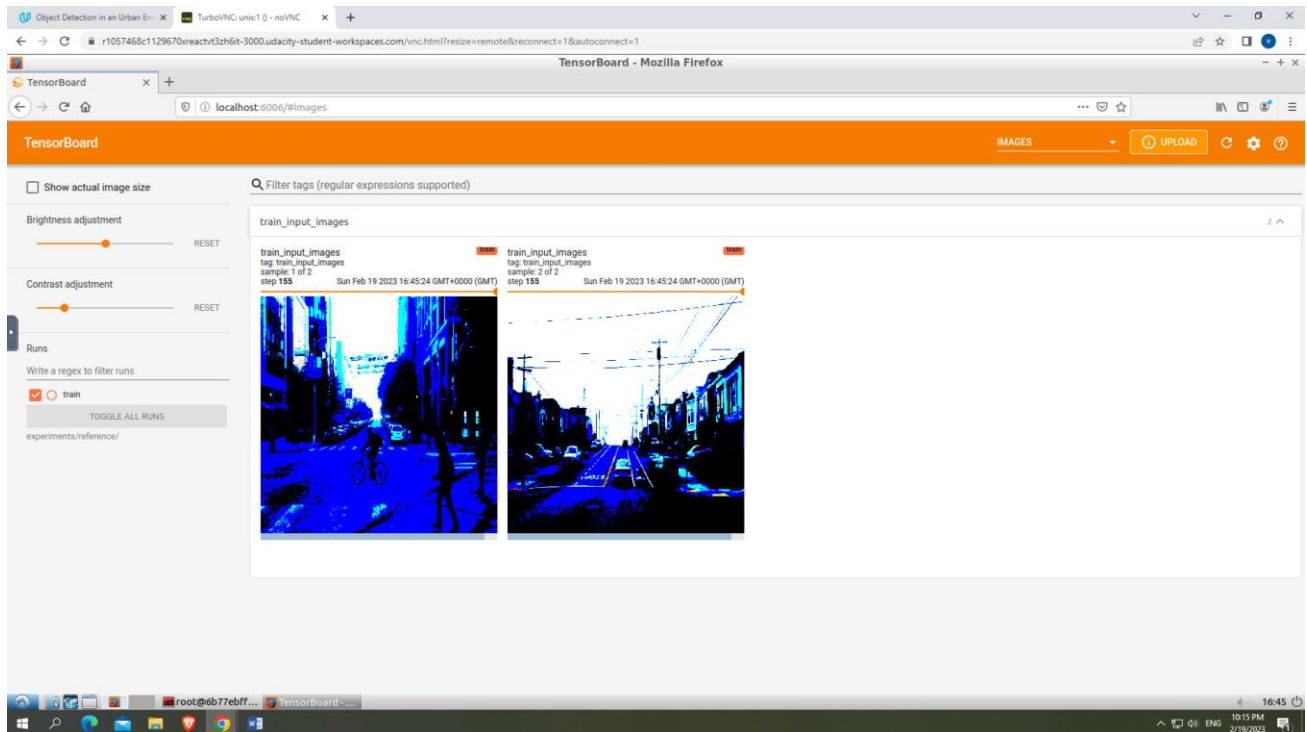 Object Detection in an Urban En
TurboVNC: unix:1 () - noVNC
r1057468c1129670xreactvt3zh6it-3000.udacity-student-workspaces.com/vnc.html?resize=remote&reconnect=1&autoconnect=1
TensorBoard - Mozilla Firefox
TensorBoard
localhost:6006/#images
TensorBoard
IMAGES
UPLOAD
Show actual image size
Filter tags (regular expressions supported)
Brightness adjustment
RESET
Contrast adjustment
RESET
Runs
Write a regex to filter runs
train
TOGGLE ALL RUNS
experiments/reference/
train_input_images
2
train_input_images
train
tag: train_input_images
sample: 1 of 2
step 155 Sun Feb 19 2023 16:45:24 GMT+0000 (GMT)
train_input_images
train
tag: train_input_images
sample: 2 of 2
step 155 Sun Feb 19 2023 16:45:24 GMT+0000 (GMT)
root@6b77ebff...
TensorBoard - ...
16:45
ENG
10:15 PM
2/19/2023